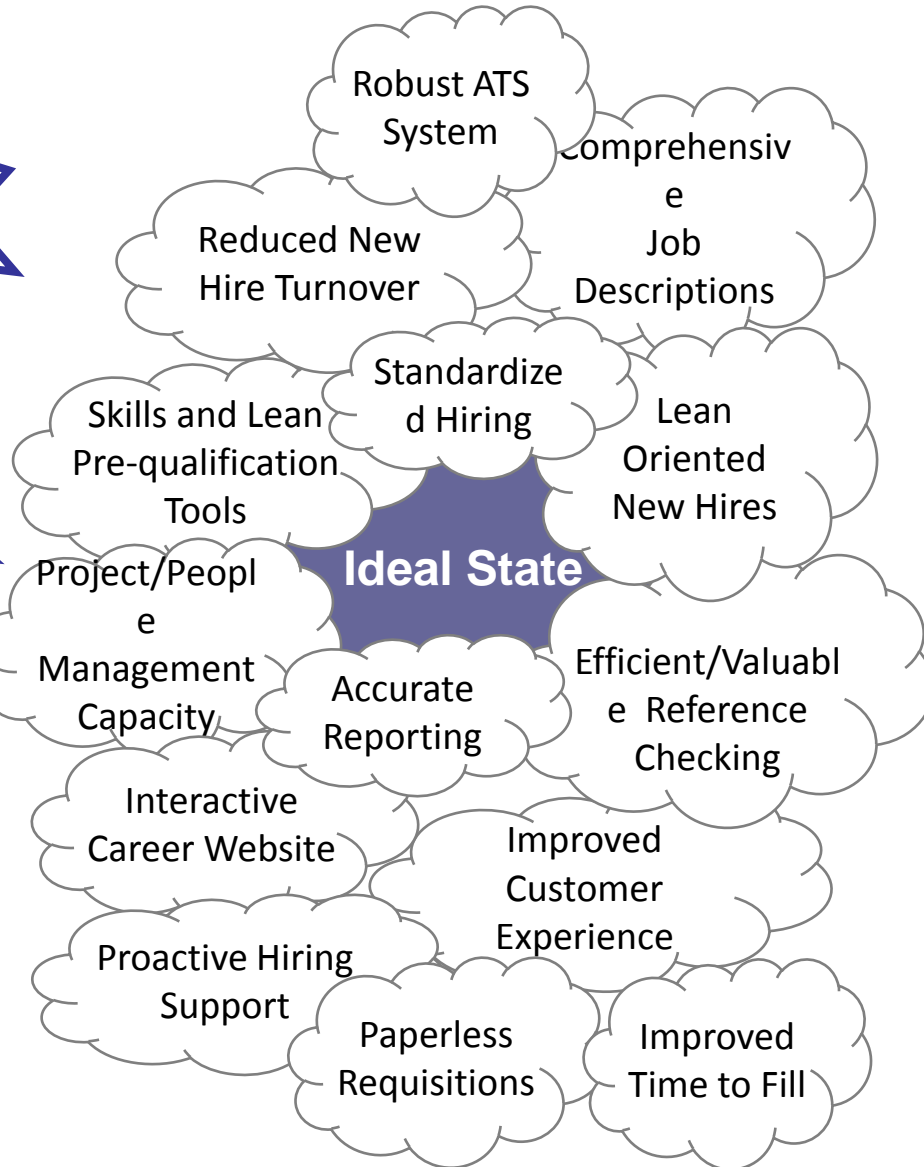 Robust ATS
System
Comprehensiv
e
Job
Descriptions
Reduced New
Hire Turnover
Standardize
d Hiring
Skills and Lean
Pre-qualification
Tools
Lean
Oriented
New Hires
Ideal State
Project/Peopl
e
Management
Capacity
Accurate
Reporting
Efficient/Valuabl
e Reference
Checking
Interactive
Career Website
Improved
Customer
Experience
Proactive Hiring
Support
Paperless
Requisitions
Improved
Time to Fill